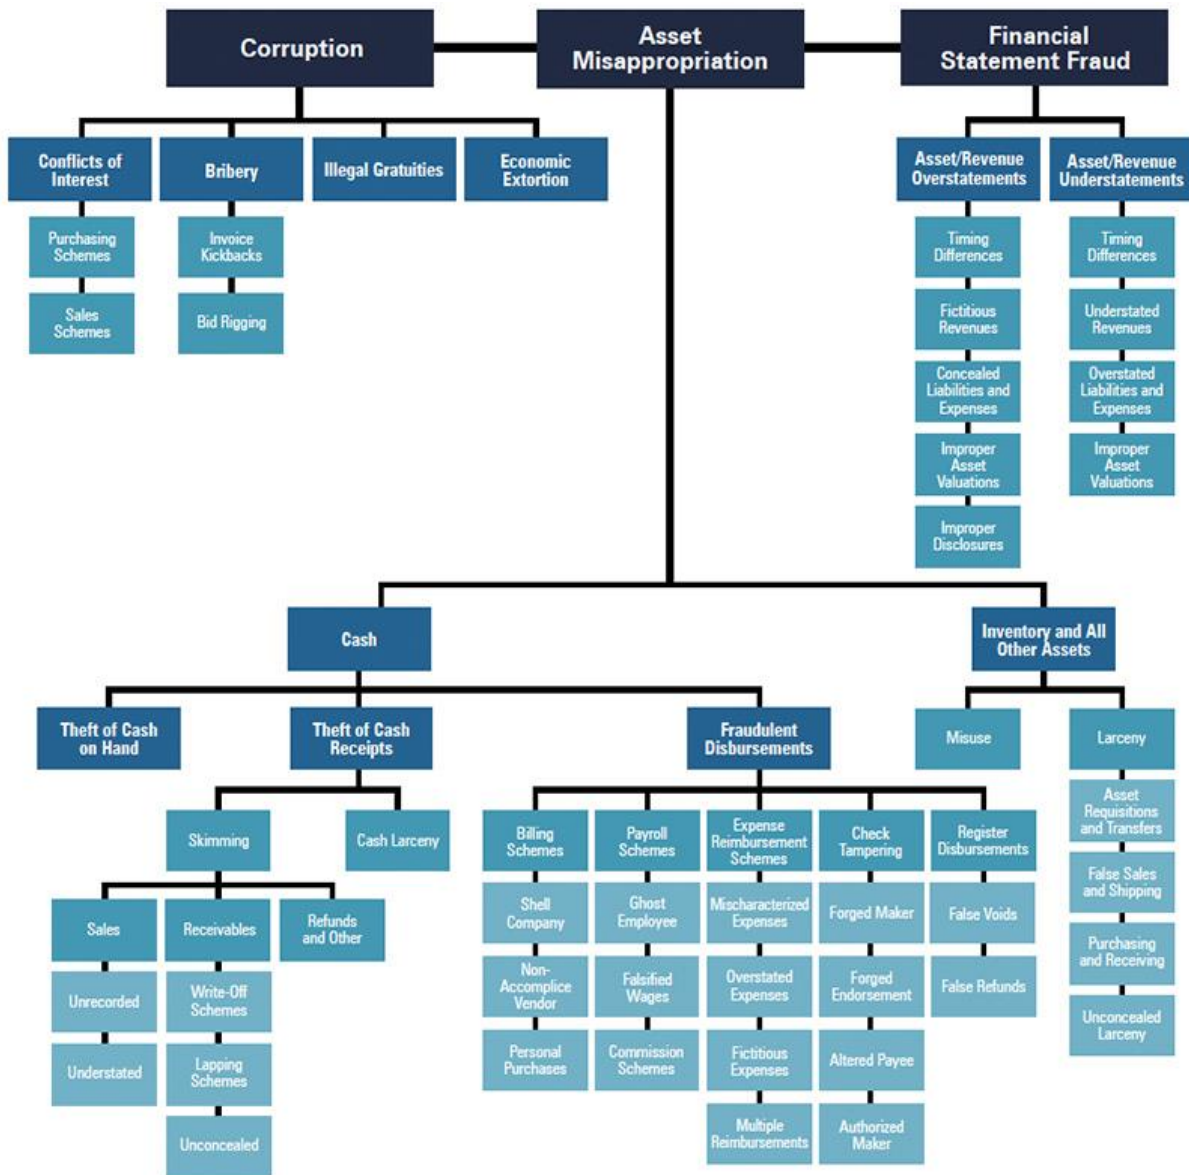 Corruption
Asset
Misappropriation
Financial
Statement Fraud
Conflicts of
Interest
Bribery
Illegal Gratuities
Economic
Extortion
Asset/Revenue
Overstatements
Asset/Revenue
Understatements
Purchasing
Schemes
Invoice
Kickbacks
Timing
Differences
Timing
Differences
Sales
Schemes
Bid Rigging
Fictitious
Revenues
Understated
Revenues
Concealed
Liabilities and
Expenses
Overstated
Liabilities and
Expenses
Improper
Asset
Valuations
Improper
Asset
Valuations
Improper
Disclosures
Cash
Inventory and All
Other Assets
Theft of Cash
on Hand
Theft of Cash
Receipts
Fraudulent
Disbursements
Misuse
Larceny
Skimming
Cash Larceny
Billing
Schemes
Payroll
Schemes
Expense
Reimbursement
Schemes
Check
Tampering
Register
Disbursements
Asset
Requisitions
and Transfers
Sales
Receivables
Refunds
and Other
Shell
Company
Ghost
Employee
Mischaracterized
Expenses
Forged Maker
False Voids
False Sales
and Shipping
Unrecorded
Write-Off
Schemes
Non-
Accomplice
Vendor
Falsified
Wages
Overstated
Expenses
Forged
Endorsement
False Refunds
Purchasing
and Receiving
Understated
Lapping
Schemes
Personal
Purchases
Commission
Schemes
Fictitious
Expenses
Altered Payee
Unconcealed
Larceny
Unconcealed
Multiple
Reimbursements
Authorized
Maker